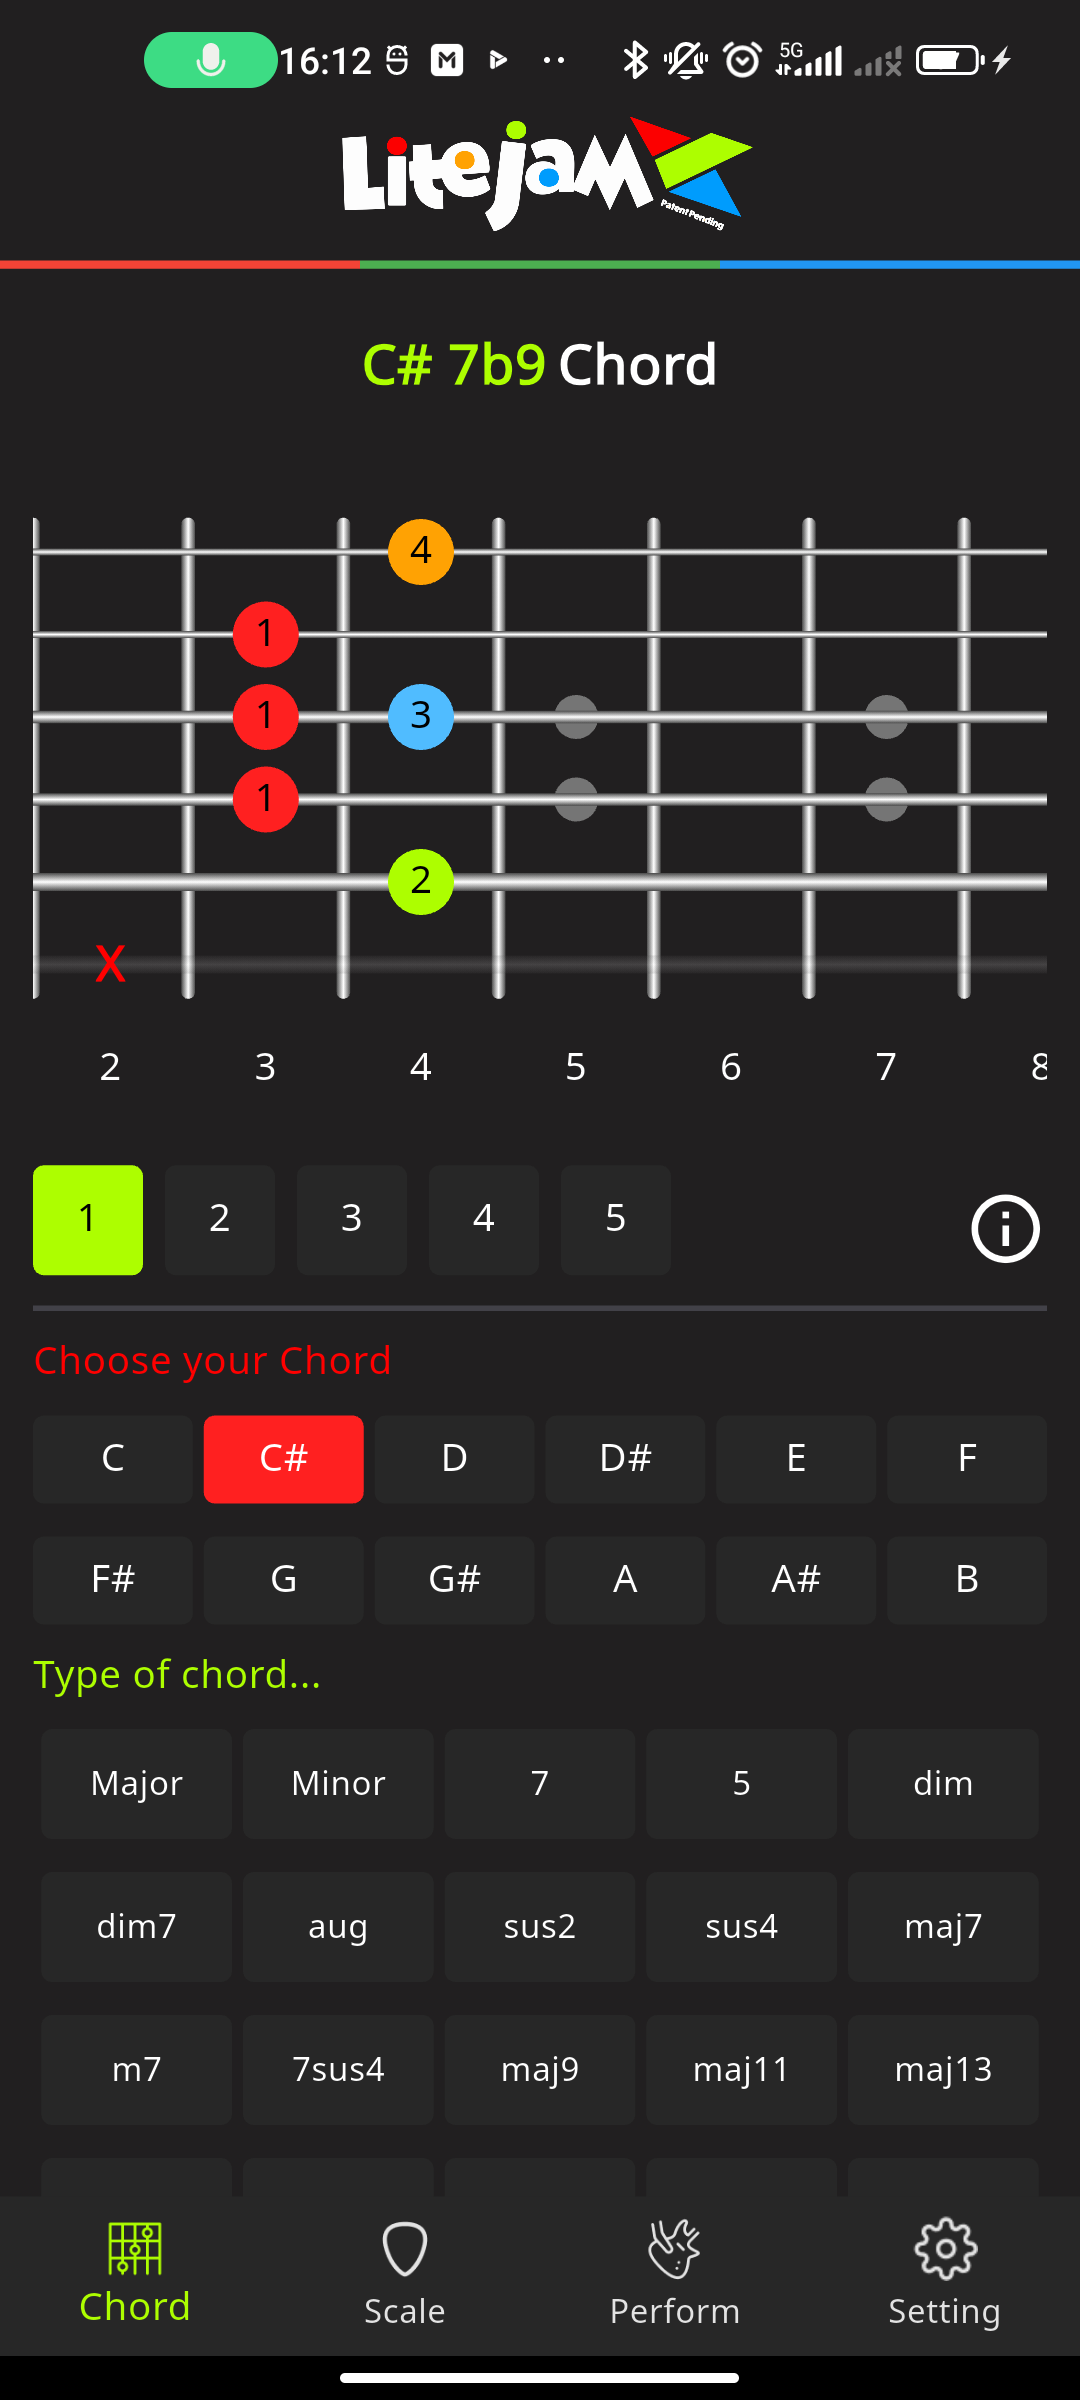 16:12 5G
Litejam
Patent Pending
C# 7b9 Chord
4
1
1 3
1
2
X
2 3 4 5 6 7 8
1 2 3 4 5
Choose your Chord
C C# D D# E F
F# G G# A A# B
Type of chord...
Major Minor 7 5 dim
dim7 aug sus2 sus4 maj7
m7 7sus4 maj9 maj11 maj13
Chord Scale Perform Setting